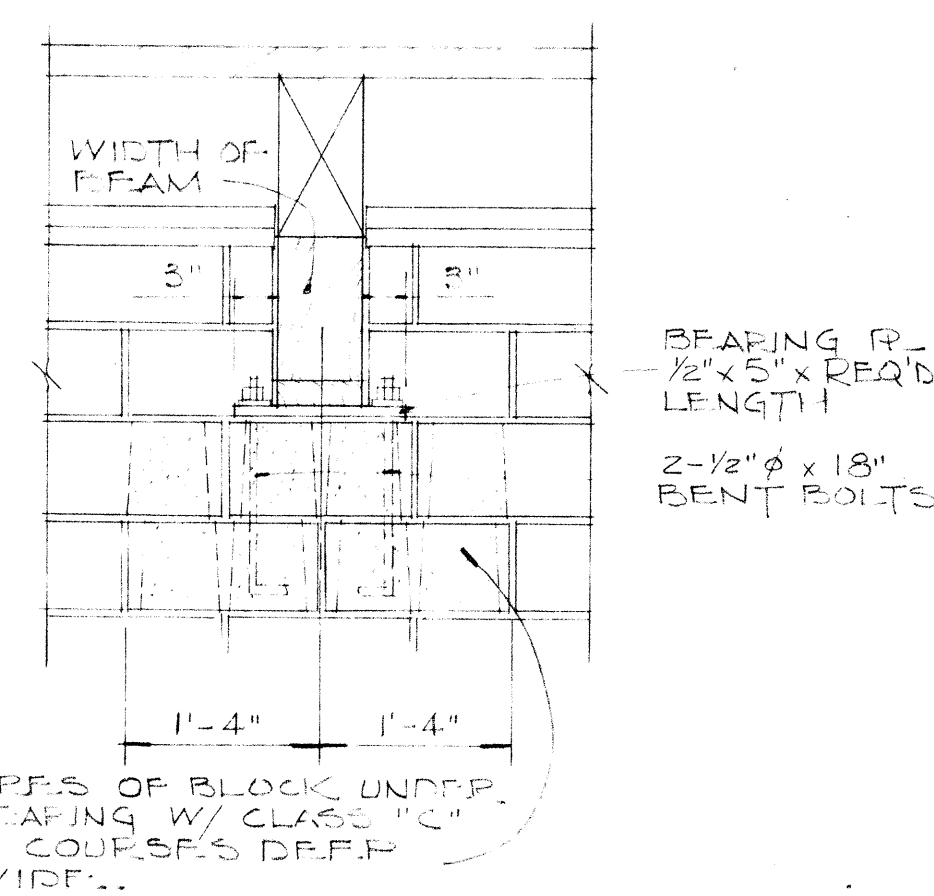 WIDTH OF
BEAM
3"
3"
BEARING PL
1/2" x 5" x REQ'D
LENGTH
2-1/2" ø x 18"
BENT BOLTS
1'-4"
1'-4"
OF BLOCK UNDER
W/ CLASS "C"
COURSES DEEP